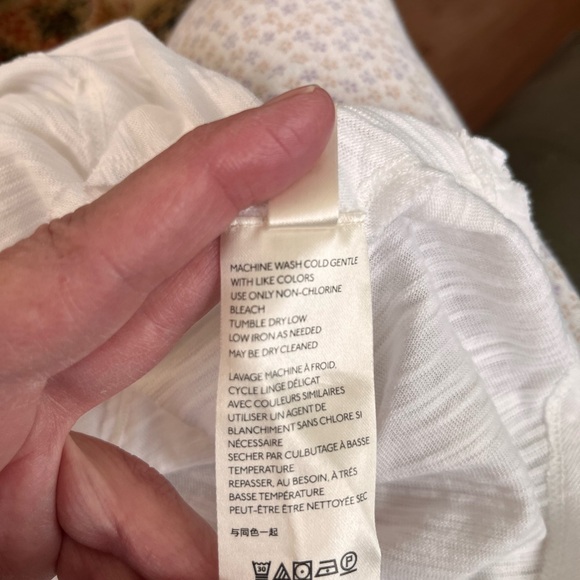 MACHINE WASH COLD GENTLE
WITH LIKE COLORS
USE ONLY NON-CHLORINE
BLEACH
TUMBLE DRY LOW
LOW IRON AS NEEDED
MAY BE DRY CLEANED
LAVAGE MACHINE À FROID.
CYCLE LINGE DÉLICAT
AVEC COULEURS SIMILAIRES
UTILISER UN AGENT DE
BLANCHIMENT SANS CHLORE SI
NÉCESSAIRE
SECHER PAR CULBUTAGE À BASSE
TEMPERATURE
REPASSER, AU BESOIN, À TRÉS
BASSE TEMPÉRATURE
PEUT-ÊTRE ÊTRE NETTOYÉE SEC
与同色一起
30 P